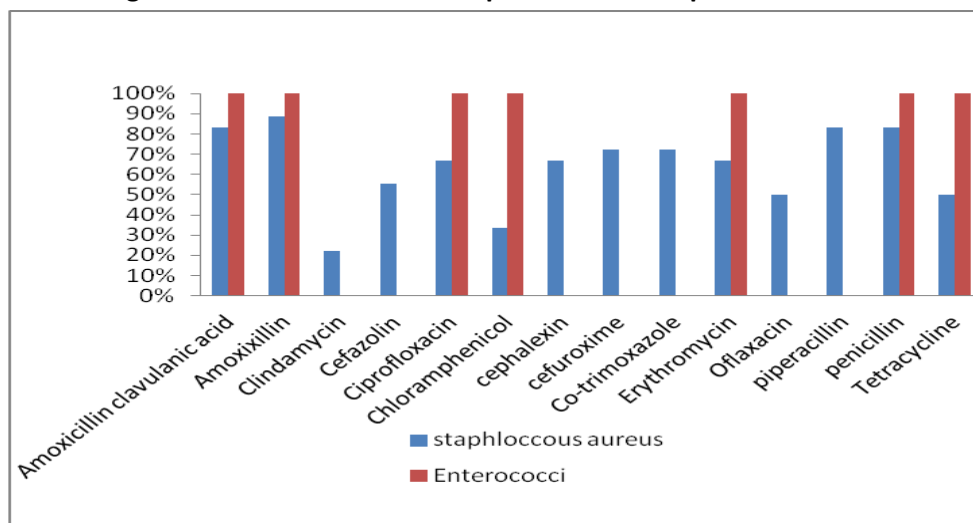 100%
90%
80%
70%
60%
50%
40%
30%
20%
10%
0%
Amoxicillin clavulanic acid
Amoxixillin
Clindamycin
Cefazolin
Ciprofloxacin
Chloramphenicol
cephalexin
cefuroxime
Co-trimoxazole
Erythromycin
Oflaxacin
piperacillin
penicillin
Tetracycline
staphloccous aureus
Enterococci